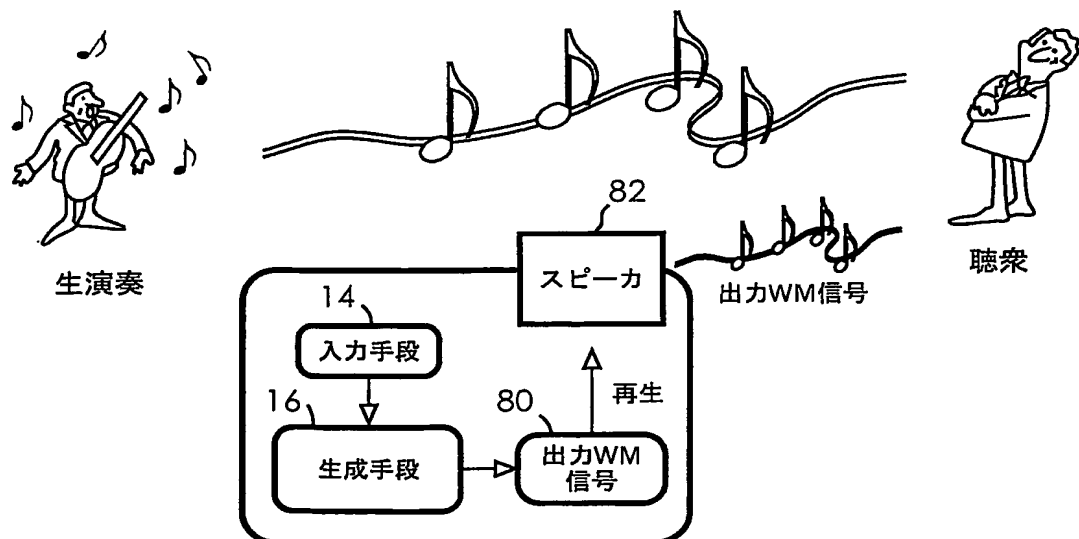 82
スピーカ
生演奏
聴衆
出力WM信号
14
入力手段
再生
16
80
生成手段
出力WM
信号